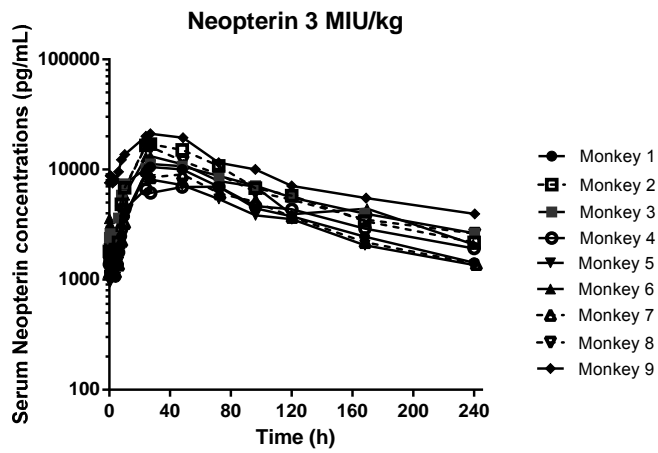 Neopterin 3 MIU/kg
Serum Neopterin concentrations (pg/mL)
100000
10000
1000
100
0
40
80
120
160
200
240
Time (h)
Monkey 1
Monkey 2
Monkey 3
Monkey 4
Monkey 5
Monkey 6
Monkey 7
Monkey 8
Monkey 9